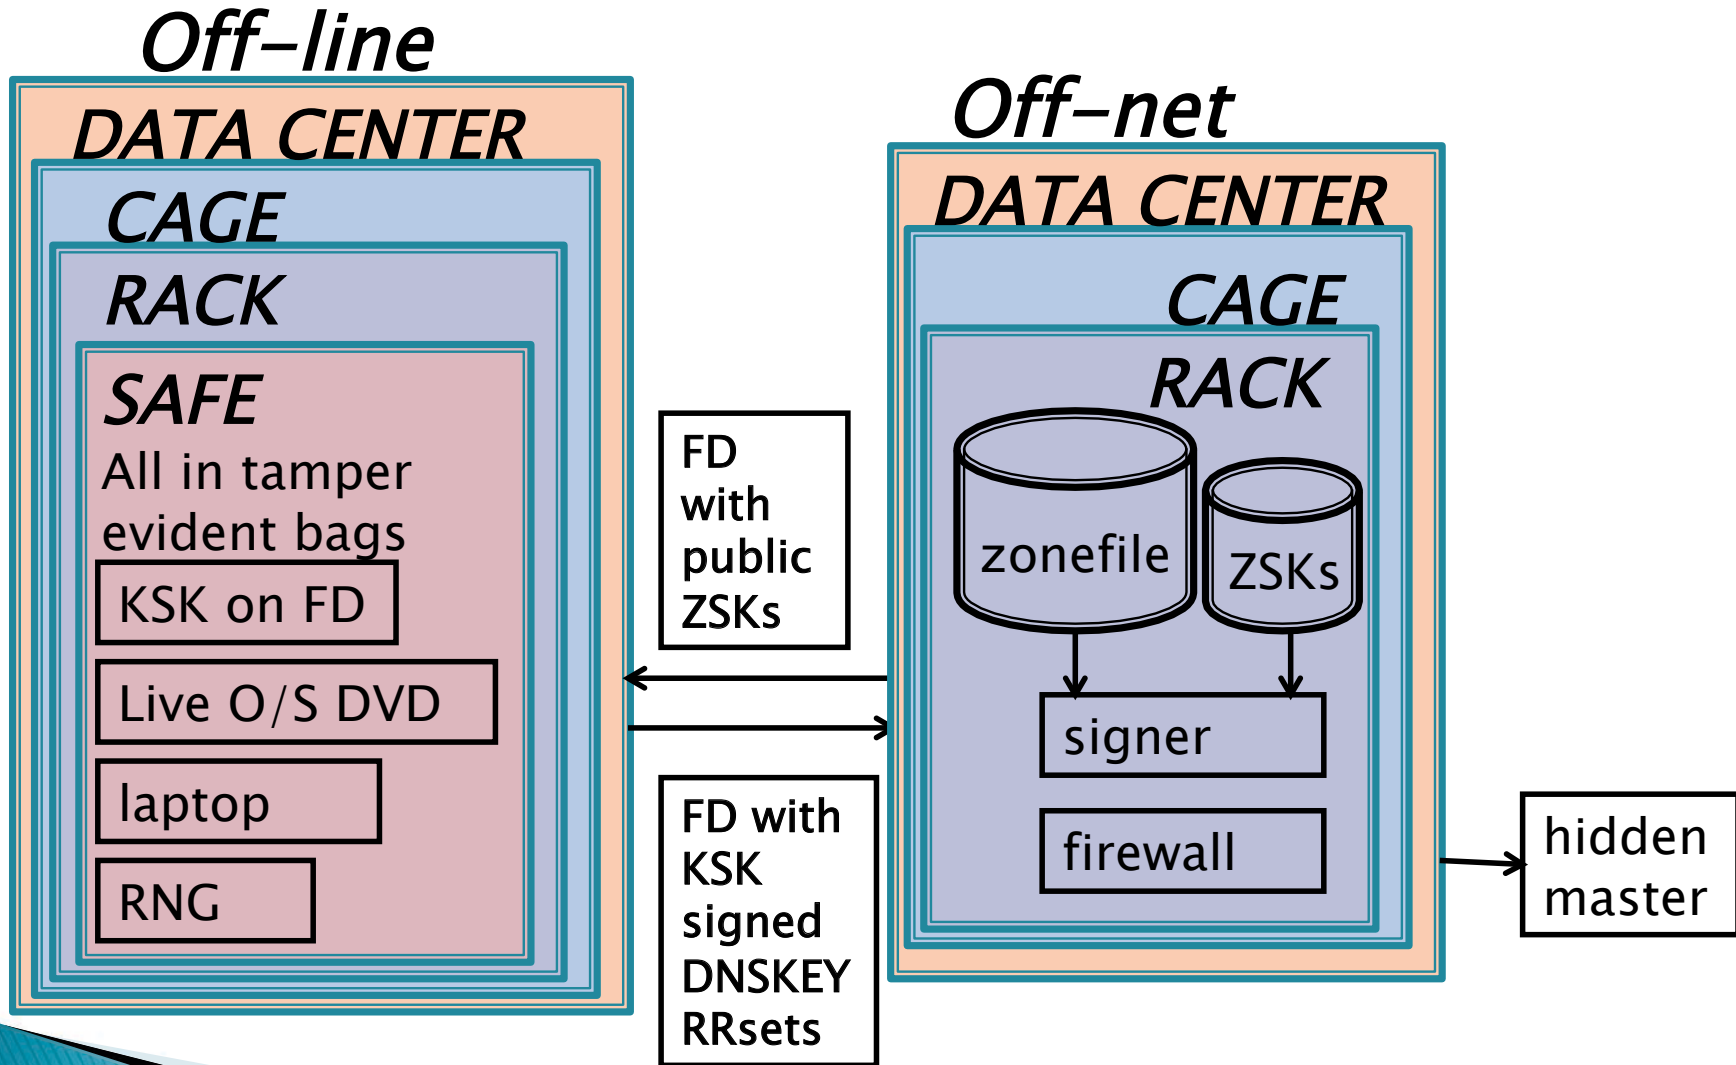 Off-line
DATA CENTER
CAGE
RACK
SAFE
All in tamper
evident bags
KSK on FD
Live O/S DVD
laptop
RNG
FD
with
public
ZSKs
FD with
KSK
signed
DNSKEY
RRsets
Off-net
DATA CENTER
CAGE
RACK
zonefile
ZSKs
signer
firewall
hidden
master